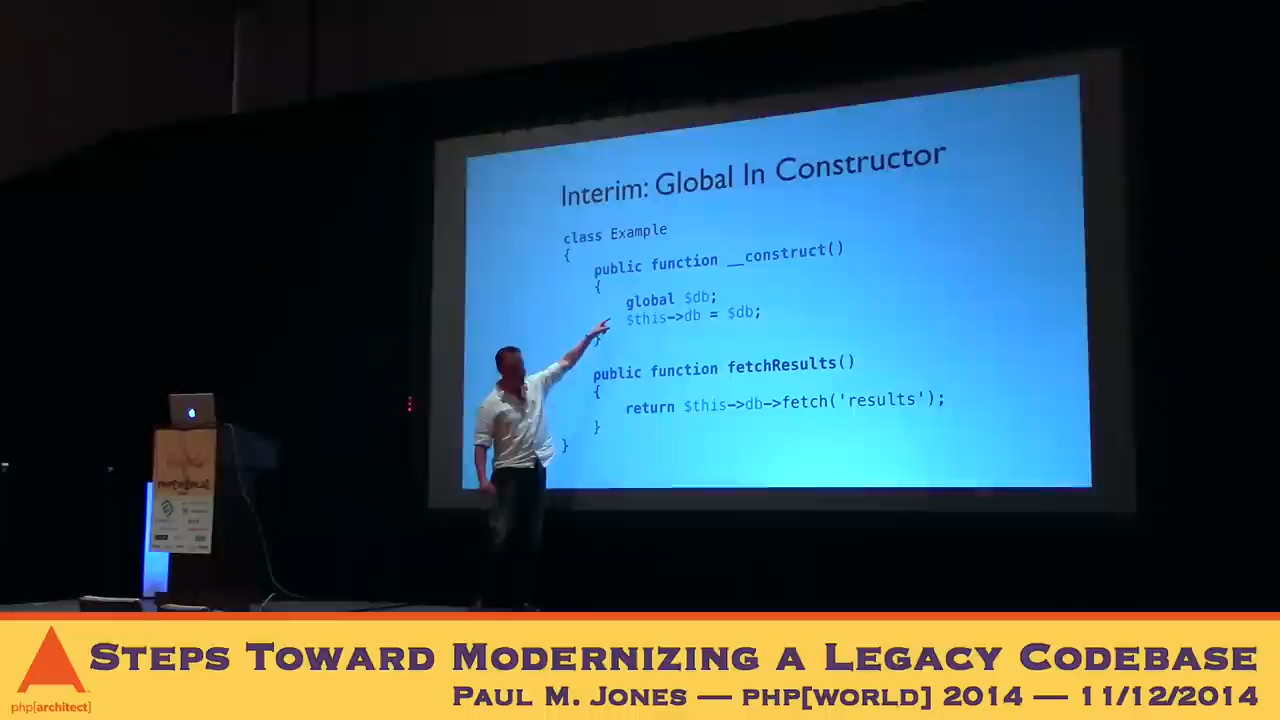 Interim: Global In Constructor
class Example
{
public function __construct()
{
global $db;
$this->db = $db;
}
public function fetchResults()
{
return $this->db->fetch('results');
}
}
STEPS TOWARD MODERNIZING A LEGACY CODEBASE
PAUL M. JONES — PHP[WORLD] 2014 — 11/12/2014
php[architect]